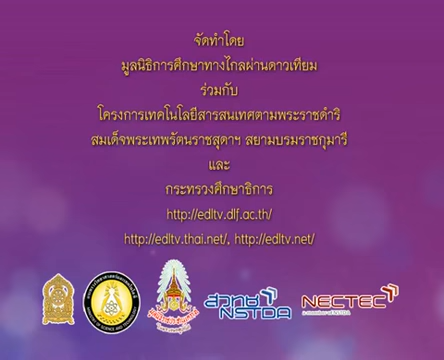 จัดทำโดย
มูลนิธิการศึกษาทางไกลผ่านดาวเทียม
ร่วมกับ
โครงการเทคโนโลยีสารสนเทศตามพระราชดำริ
สมเด็จพระเทพรัตนราชสุดาฯ สยามบรมราชกุมารี
และ
กระทรวงศึกษาธิการ
http://edltv.dlf.ac.th/
http://edltv.thai.net/, http://edltv.net/
สวทช
NSTDA
NECTEC
a member of NSTDA